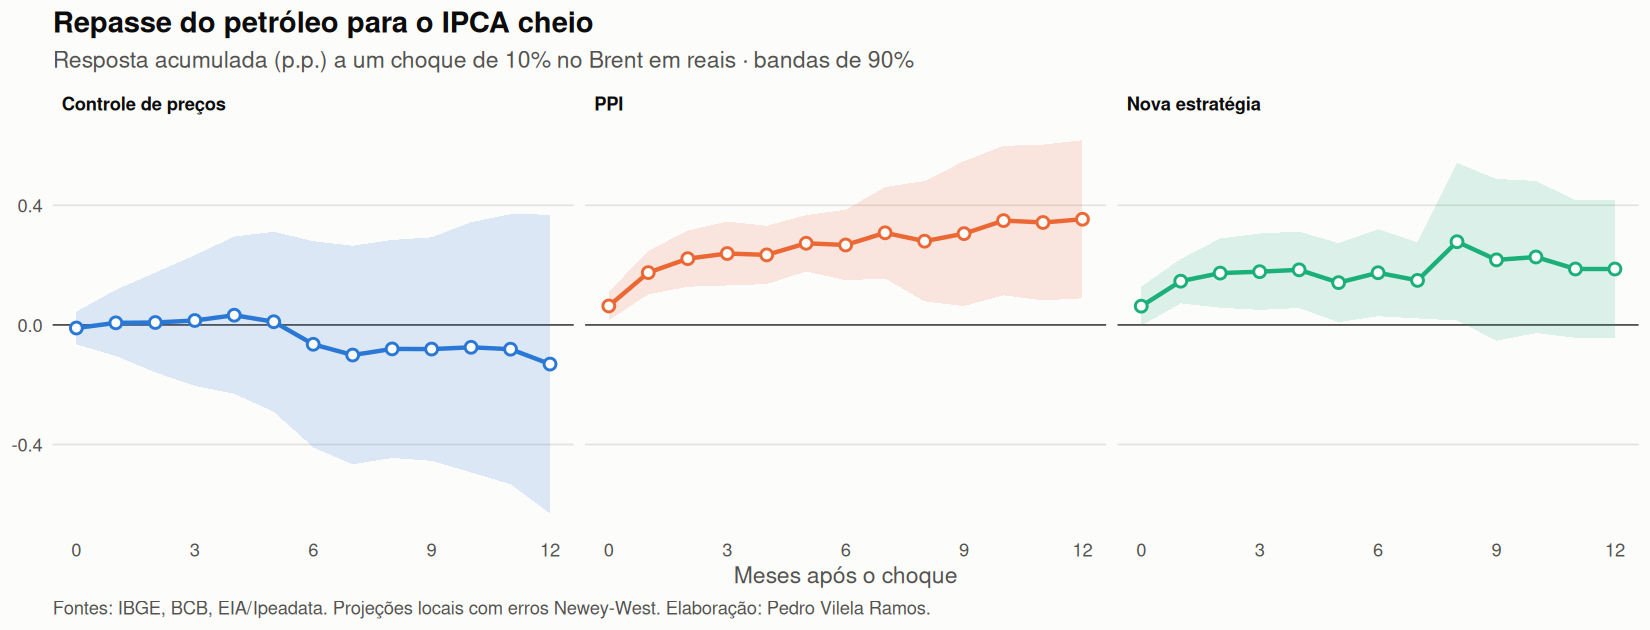 Repasse do petróleo para o IPCA cheio
Resposta acumulada (p.p.) a um choque de 10% no Brent em reais · bandas de 90%
Controle de preços
PPI
Nova estratégia
0.4
0.0
-0.4
0 3 6 9 12
0 3 6 9 12
0 3 6 9 12
Meses após o choque
Fontes: IBGE, BCB, EIA/Ipeadata. Projeções locais com erros Newey-West. Elaboração: Pedro Vilela Ramos.